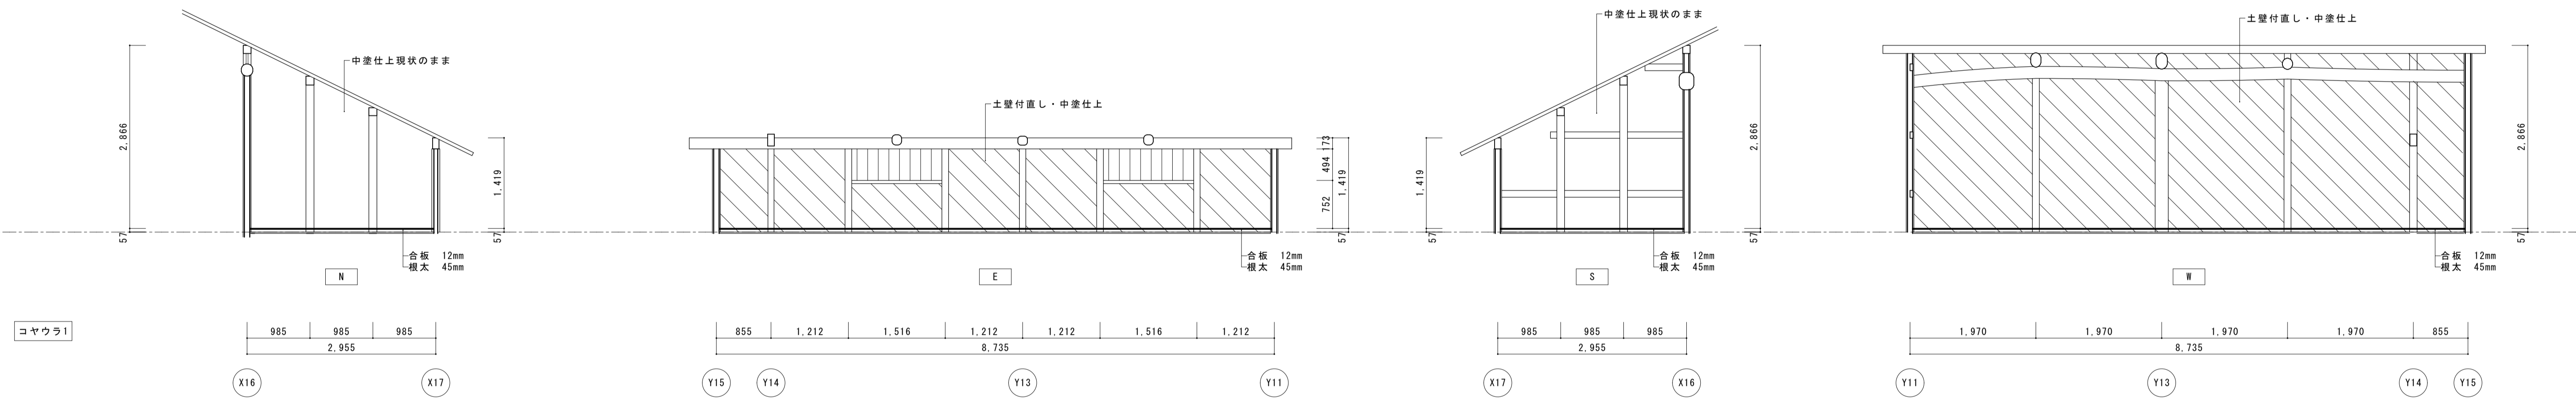 コヤウラ1
中塗仕上現状のまま
2,866
57
1,419
57
合板 12mm
根太 45mm
N
985
985
985
2,955
X16
X17
土壁付直し・中塗仕上
173
494
752
1,419
57
合板 12mm
根太 45mm
E
855
1,212
1,516
1,212
1,212
1,516
1,212
8,735
Y15
Y14
Y13
Y11
中塗仕上現状のまま
1,419
57
2,866
57
合板 12mm
根太 45mm
S
985
985
985
2,955
X17
X16
土壁付直し・中塗仕上
2,866
57
合板 12mm
根太 45mm
W
1,970
1,970
1,970
1,970
855
8,735
Y11
Y13
Y14
Y15